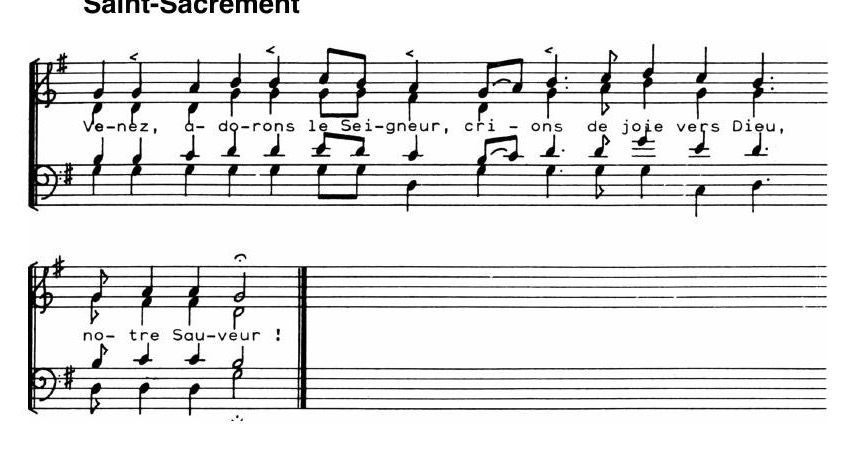 Saint-Sacrement
Ve-nez, a- do-rons le Sei-gneur, cri - ons de joie vers Dieu,
no- tre Sau-veur !